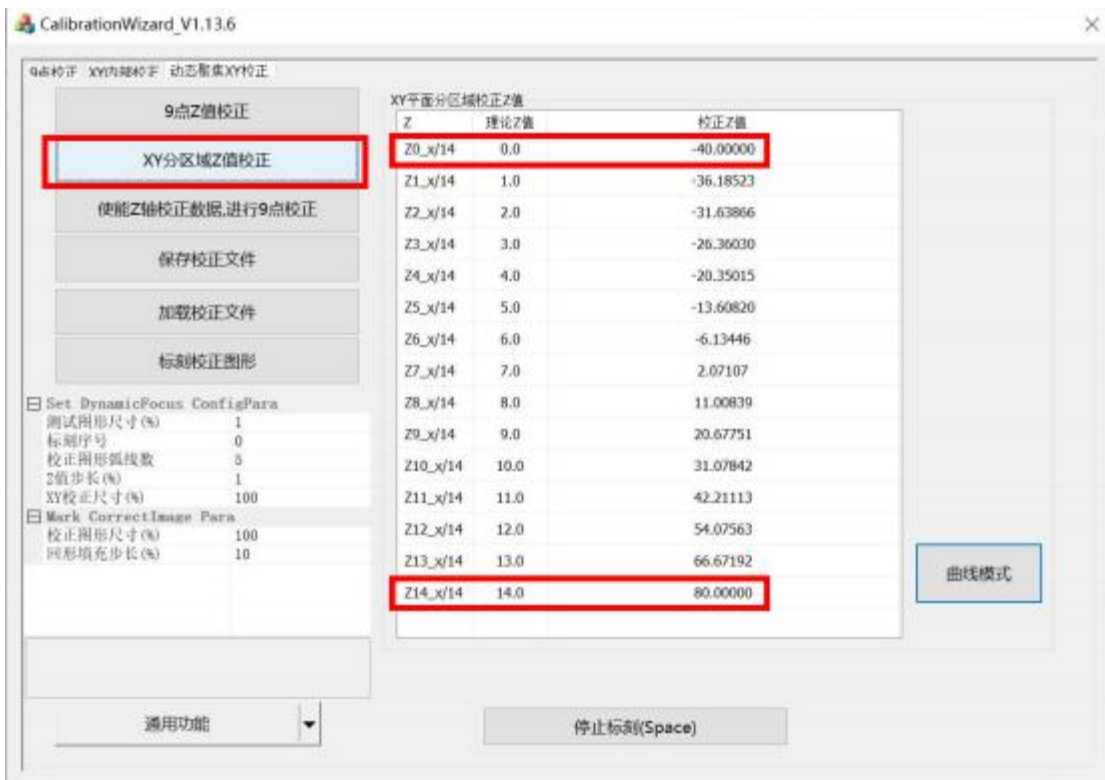 CalibrationWizard_V1.13.6
9点校正 XY内部校正 动态聚焦XY校正
9点Z值校正
XY分区域Z值校正
使能Z轴校正数据,进行9点校正
保存校正文件
加载校正文件
标刻校正图形
Set DynamicFocus ConfigPara
测试图形尺寸(%) 1
标刻序号 0
校正图形弧线数 5
Z值步长(%) 1
XY校正尺寸(%) 100
Mark CorrectImage Para
校正图形尺寸(%) 100
回形填充步长(%) 10
通用功能
XY平面分区域校正Z值
Z 理论Z值 校正Z值
Z0_x/14 0.0 -40.00000
Z1_x/14 1.0 -36.18523
Z2_x/14 2.0 -31.63866
Z3_x/14 3.0 -26.36030
Z4_x/14 4.0 -20.35015
Z5_x/14 5.0 -13.60820
Z6_x/14 6.0 -6.13446
Z7_x/14 7.0 2.07107
Z8_x/14 8.0 11.00839
Z9_x/14 9.0 20.67751
Z10_x/14 10.0 31.07842
Z11_x/14 11.0 42.21113
Z12_x/14 12.0 54.07563
Z13_x/14 13.0 66.67192
Z14_x/14 14.0 80.00000
曲线模式
停止标刻(Space)